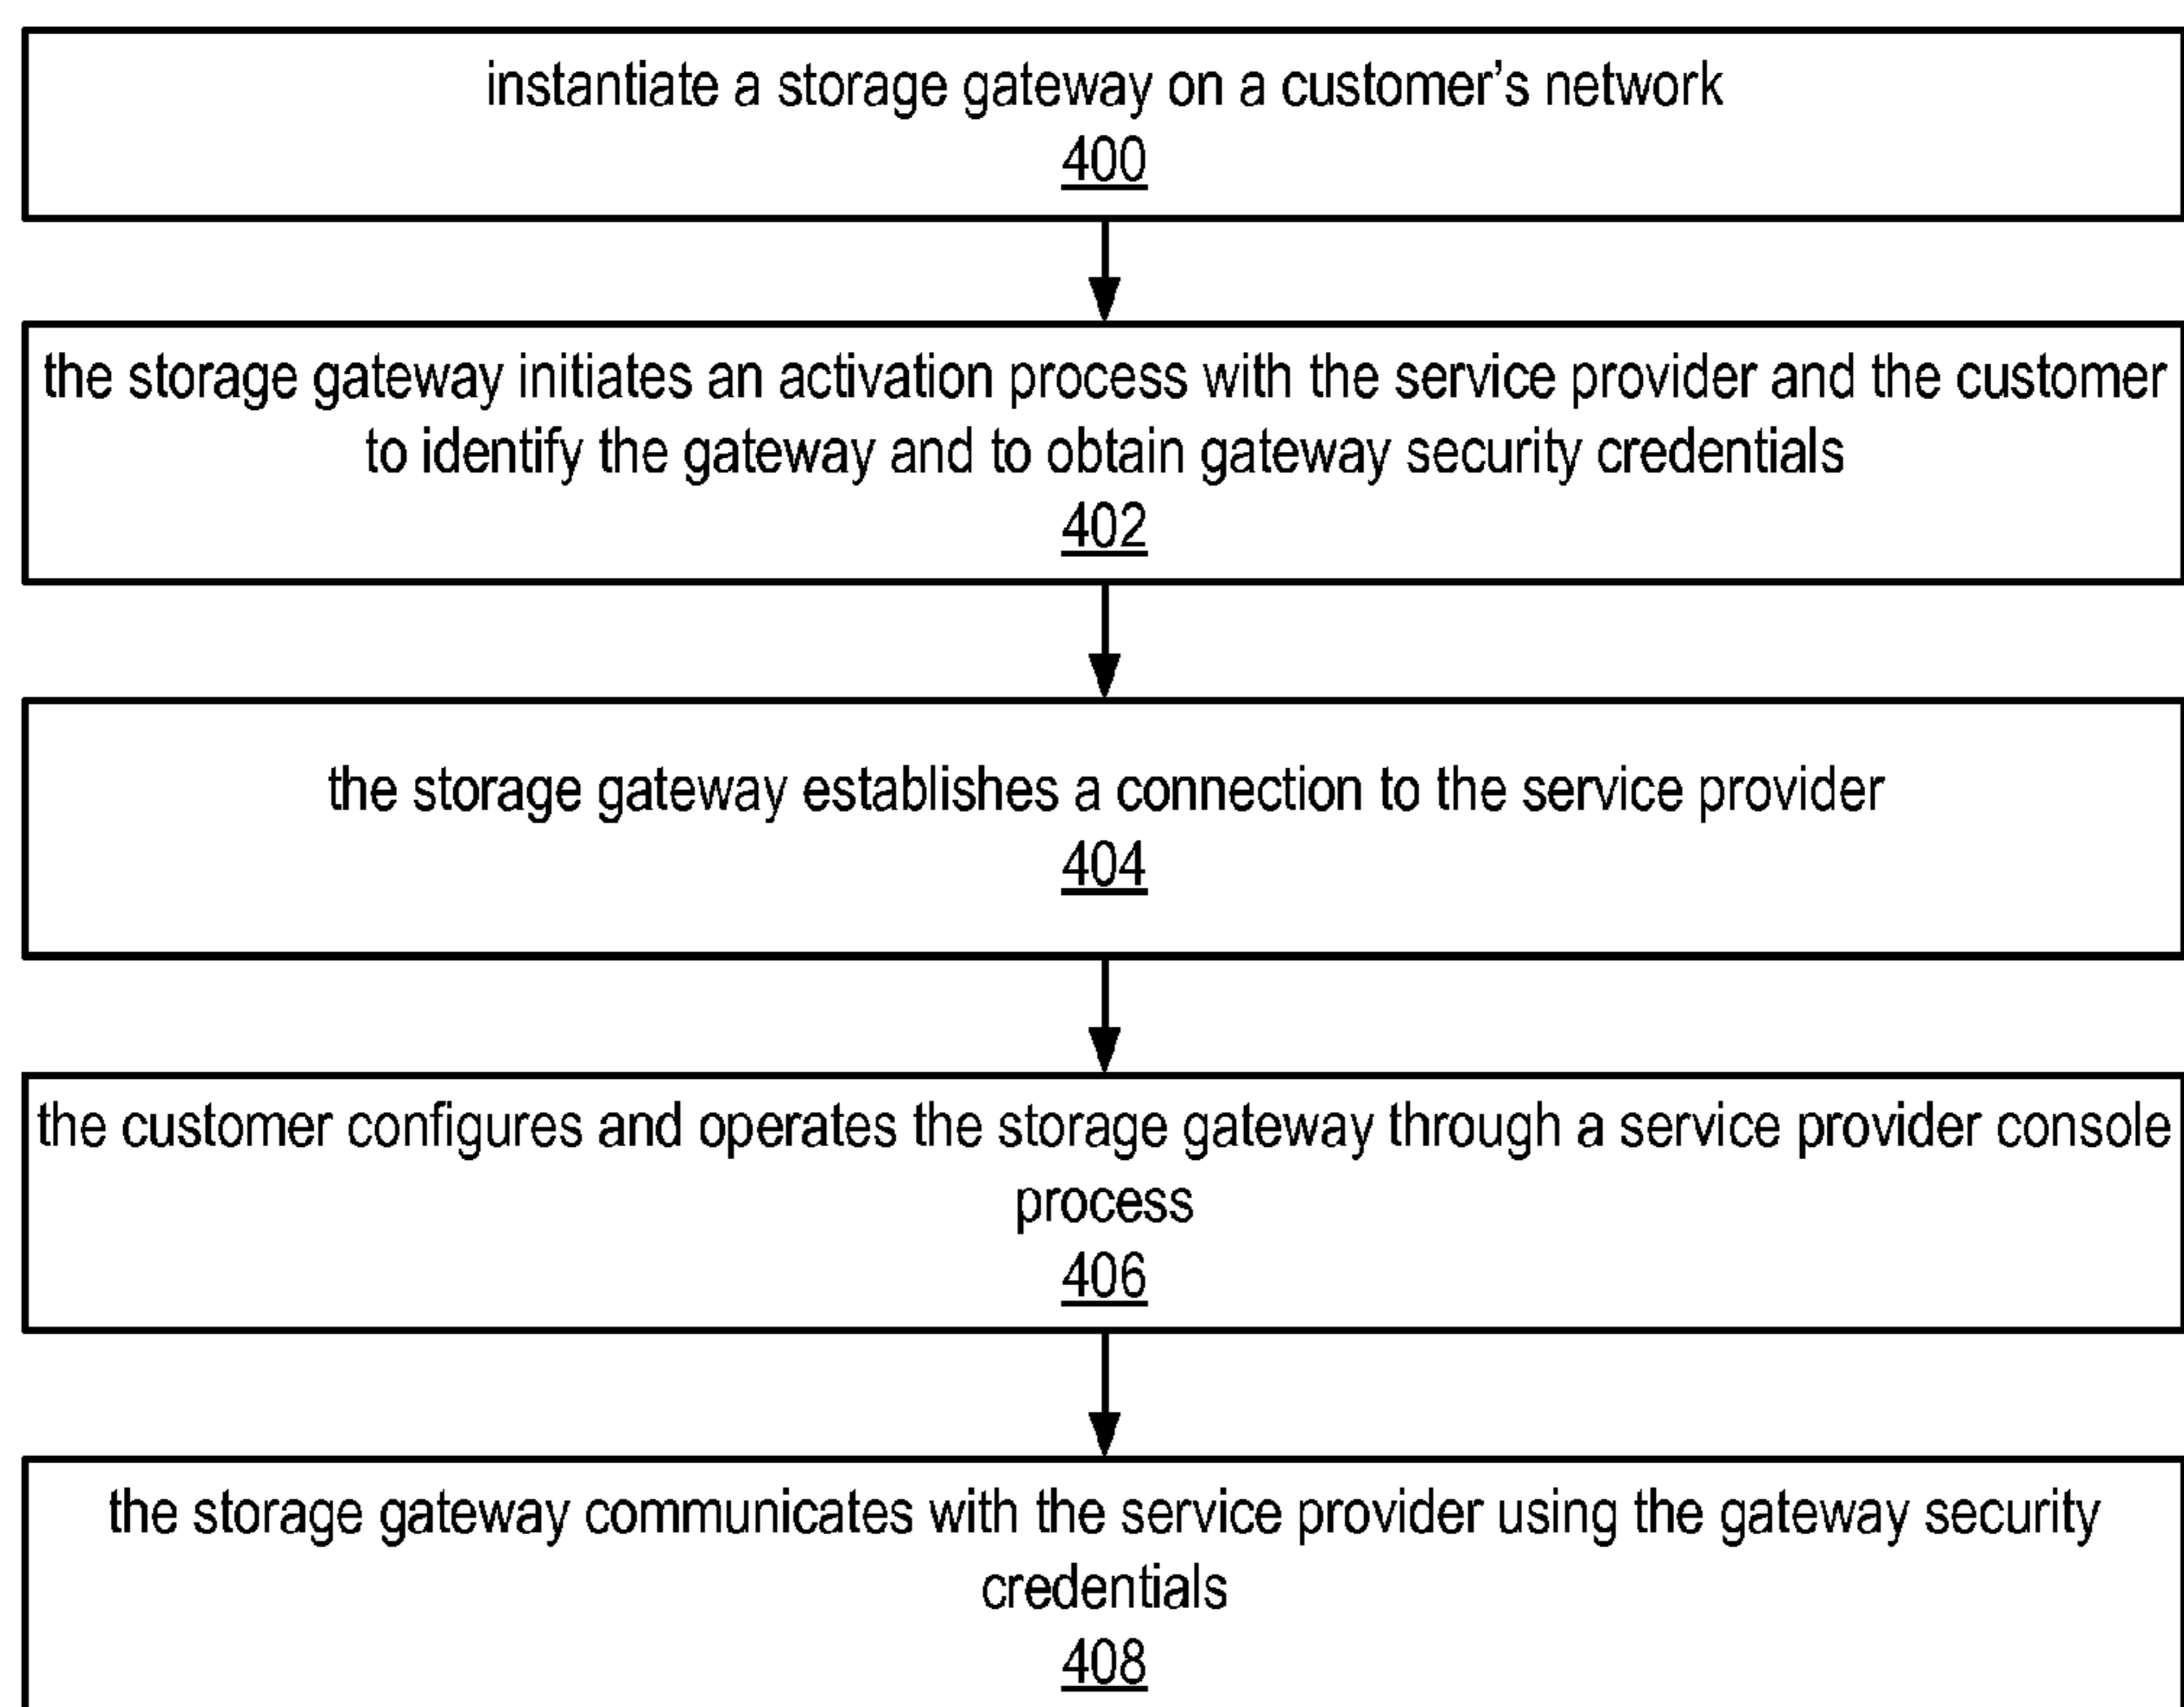 instantiate a storage gateway on a customer's network
400
the storage gateway initiates an activation process with the service provider and the customer
to identify the gateway and to obtain gateway security credentials
402
the storage gateway establishes a connection to the service provider
404
the customer configures and operates the storage gateway through a service provider console
process
406
the storage gateway communicates with the service provider using the gateway security
credentials
408